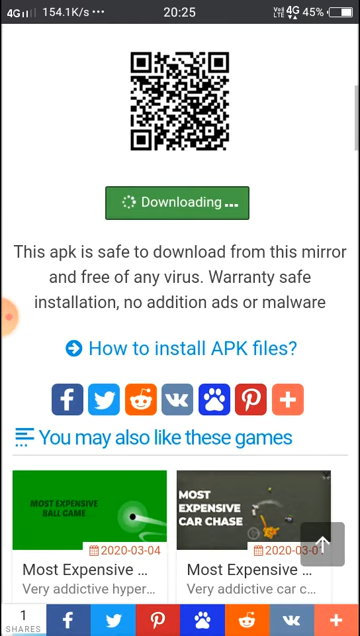 4G 154.1K/s ••• 20:25 VoD LTE 4G 45%
Downloading ...
This apk is safe to download from this mirror
and free of any virus. Warranty safe
installation, no addition ads or malware
How to install APK files?
You may also like these games
MOST EXPENSIVE
BALL CAME
MOST
EXPENSIVE
CAR CHASE
2020-03-04
2020-03-0
Most Expensive ...
Most Expensive ...
Very addictive hyper...
Very addictive car c...
1
SHARES